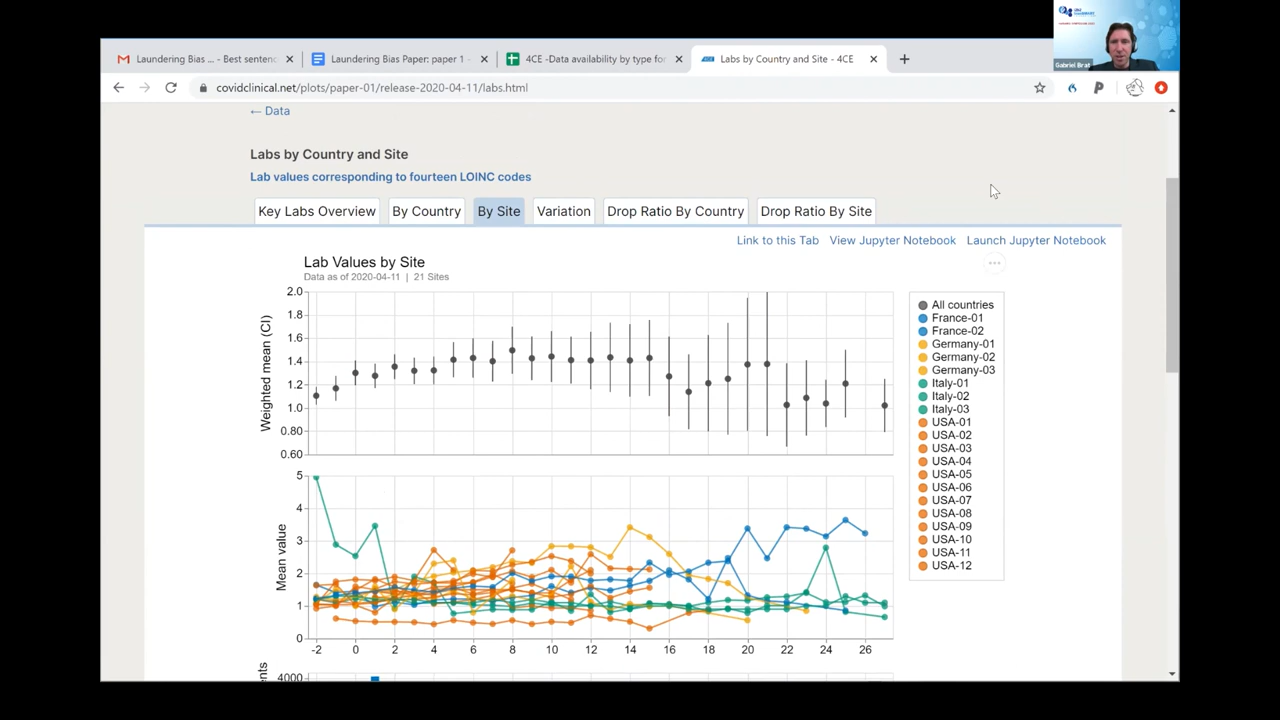 Laundering Bias ... - Best sentenc
Laundering Bias Paper: paper 1 -
4CE -Data availability by type for
Labs by Country and Site - 4CE
covidclinical.net/plots/paper-01/release-2020-04-11/labs.html
Gabriel Brat
← Data
Labs by Country and Site
Lab values corresponding to fourteen LOINC codes
Key Labs Overview
By Country
By Site
Variation
Drop Ratio By Country
Drop Ratio By Site
Link to this Tab
View Jupyter Notebook
Launch Jupyter Notebook
Lab Values by Site
Data as of 2020-04-11 | 21 Sites
Weighted mean (CI)
2.0
1.8
1.6
1.4
1.2
1.0
0.80
0.60
All countries
France-01
France-02
Germany-01
Germany-02
Germany-03
Italy-01
Italy-02
Italy-03
USA-01
USA-02
USA-03
USA-04
USA-05
USA-06
USA-07
USA-08
USA-09
USA-10
USA-11
USA-12
Mean value
5
4
3
2
1
0
-2 0 2 4 6 8 10 12 14 16 18 20 22 24 26
4000